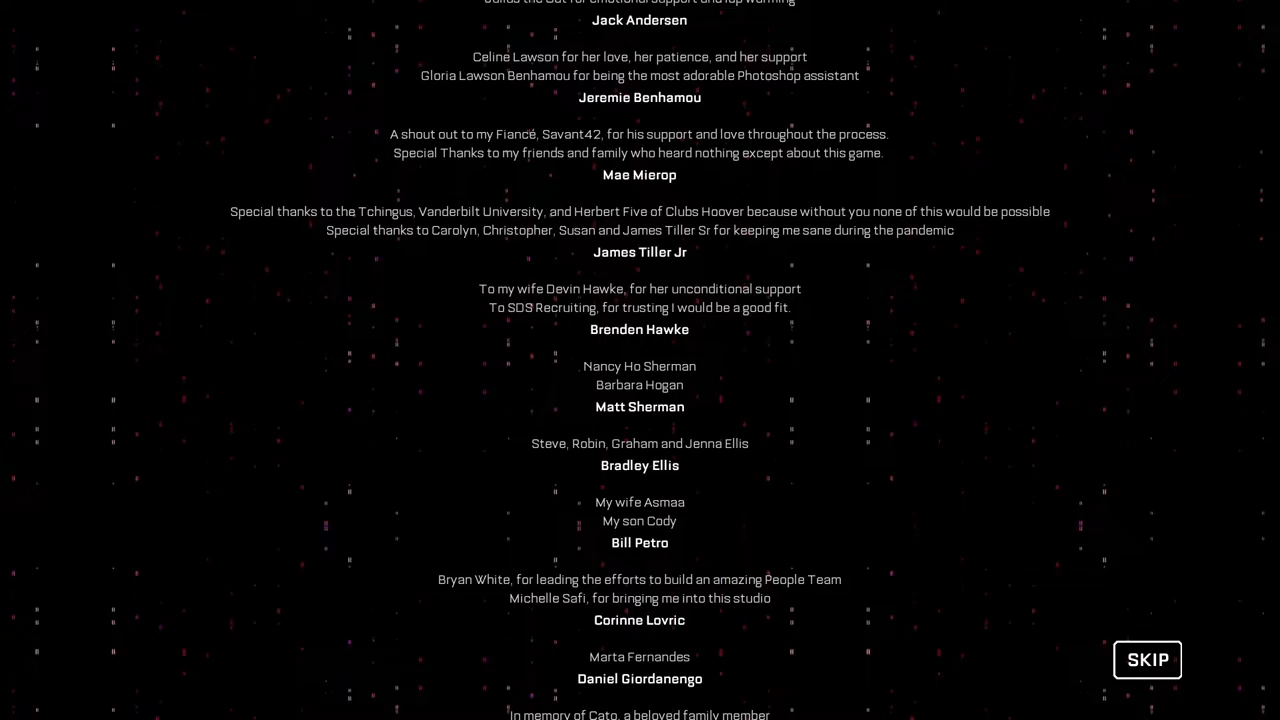 for emotional support and lap warming
Jack Andersen
Celine Lawson for her love, her patience, and her support
Gloria Lawson Benhamou for being the most adorable Photoshop assistant
Jeremie Benhamou
A shout out to my Fiancé, Savant42, for his support and love throughout the process.
Special Thanks to my friends and family who heard nothing except about this game.
Mae Mierop
Special thanks to the Tchingus, Vanderbilt University, and Herbert Five of Clubs Hoover because without you none of this would be possible
Special thanks to Carolyn, Christopher, Susan and James Tiller Sr for keeping me sane during the pandemic
James Tiller Jr
To my wife Devin Hawke, for her unconditional support
To SDS Recruiting, for trusting I would be a good fit.
Brenden Hawke
Nancy Ho Sherman
Barbara Hogan
Matt Sherman
Steve, Robin, Graham and Jenna Ellis
Bradley Ellis
My wife Asmaa
My son Cody
Bill Petro
Bryan White, for leading the efforts to build an amazing People Team
Michelle Safi, for bringing me into this studio
Corinne Lovric
Marta Fernandes
Daniel Giordanengo
SKIP
In memory of Cato, a beloved family member